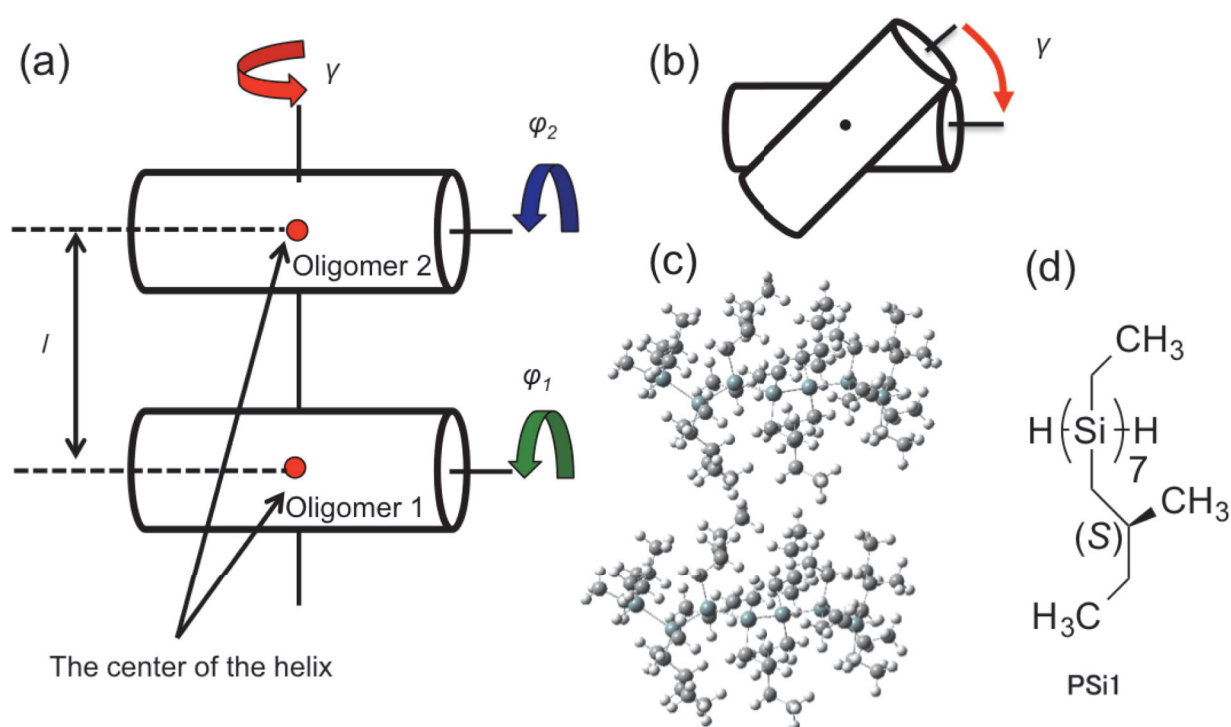 (a)
γ
φ2
Oligomer 2
l
φ1
Oligomer 1
The center of the helix
(b)
γ
(c)
(d)
CH3
H(Si)H
7
CH3
(S)
H3C
PSi1